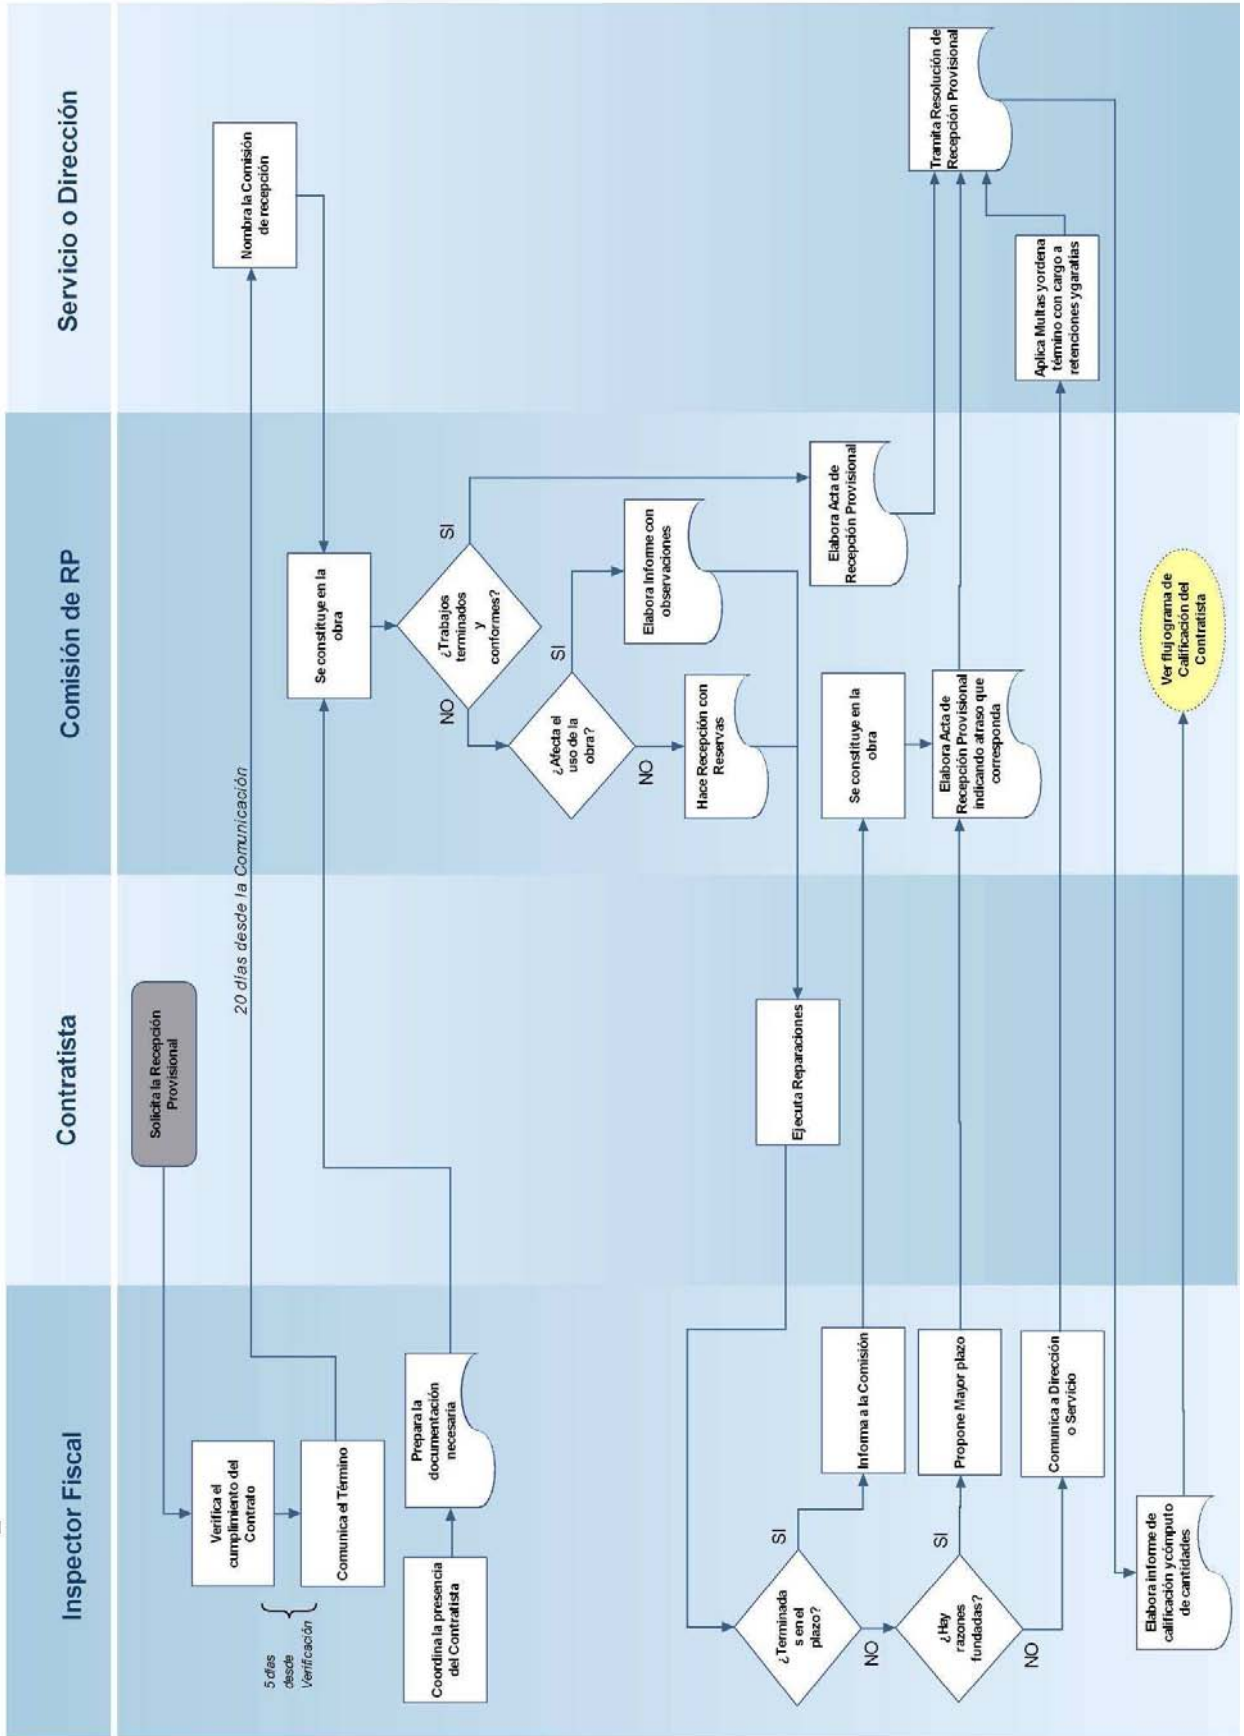 Inspector Fiscal
Contratista
Comisión de RP
Servicio o Dirección
Solicita la Recepción
Provisional
Verifica el
cumplimiento del
Contrato
5 días
desde
Verificación
Comunica el Término
20 días desde la Comunicación
Nombra la Comisión
de recepción
Coordina la presencia
del Contratista
Prepara la
documentación
necesaria
Se constituye en la
obra
¿Trabajos
terminados
y
conformes?
SI
NO
¿Afecta el
uso de la
obra?
SI
NO
Elabora Informe con
observaciones
Hace Recepción con
Reservas
Elabora Acta de
Recepción Provisional
Ejecuta Reparaciones
¿Terminada
s en el
plazo?
SI
NO
Informa a la Comisión
Se constituye en la
obra
¿Hay
razones
fundadas?
SI
NO
Propone Mayor plazo
Elabora Acta de
Recepción Provisional
indicando atraso que
corresponda
Comunica a Dirección
o Servicio
Aplica Multas y ordena
término con cargo a
retenciones y garatías
Tramita Resolución de
Recepción Provisional
Elabora informe de
calificación y cómputo
de cantidades
Ver flujograma de
Calificación del
Contratista